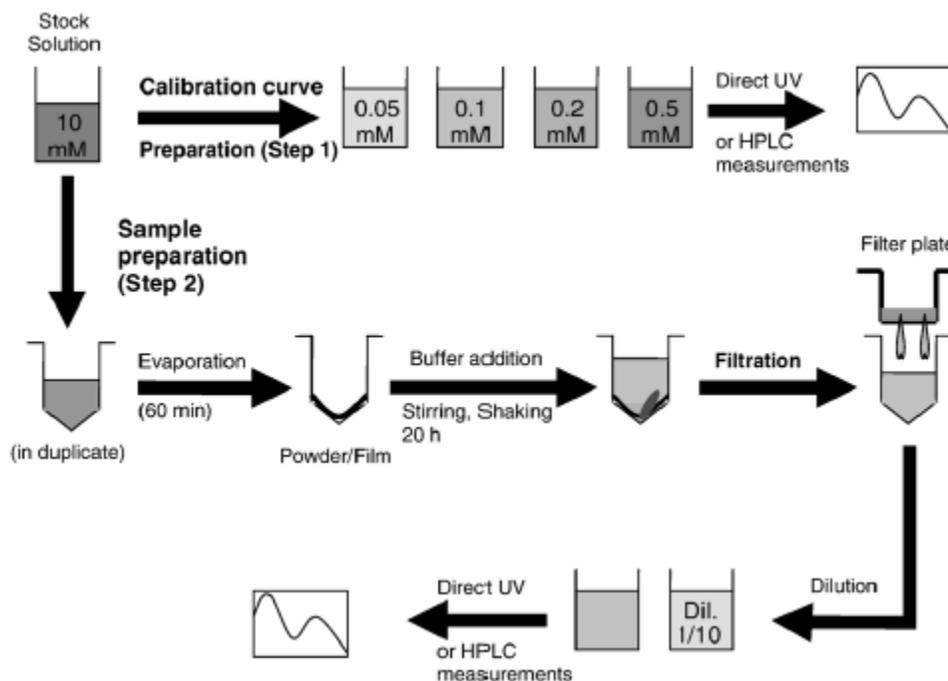 Stock
Solution
10
mM
Calibration curve
Preparation (Step 1)
0.05
mM
0.1
mM
0.2
mM
0.5
mM
Direct UV
or HPLC
measurements
Sample
preparation
(Step 2)
Filter plate
(in duplicate)
Evaporation
(60 min)
Powder/Film
Buffer addition
Stirring, Shaking
20 h
Filtration
Dilution
Dil.
1/10
Direct UV
or HPLC
measurements